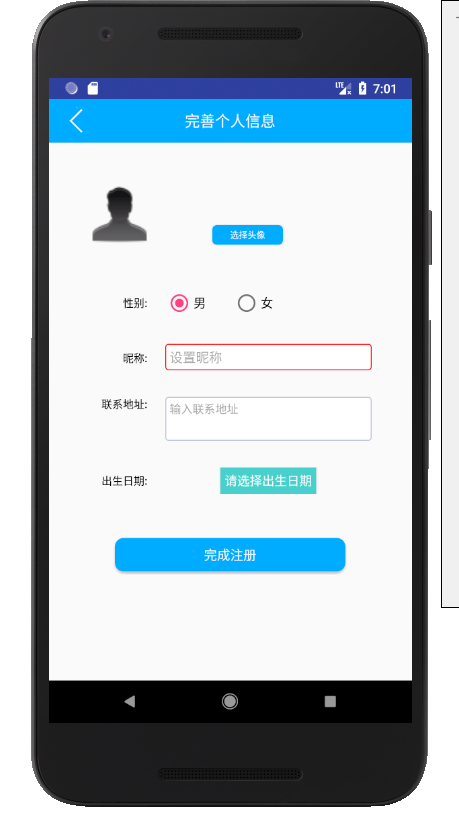 LTE 7:01
完善个人信息
选择头像
性别: 男 女
昵称: 设置昵称
联系地址: 输入联系地址
出生日期: 请选择出生日期
完成注册